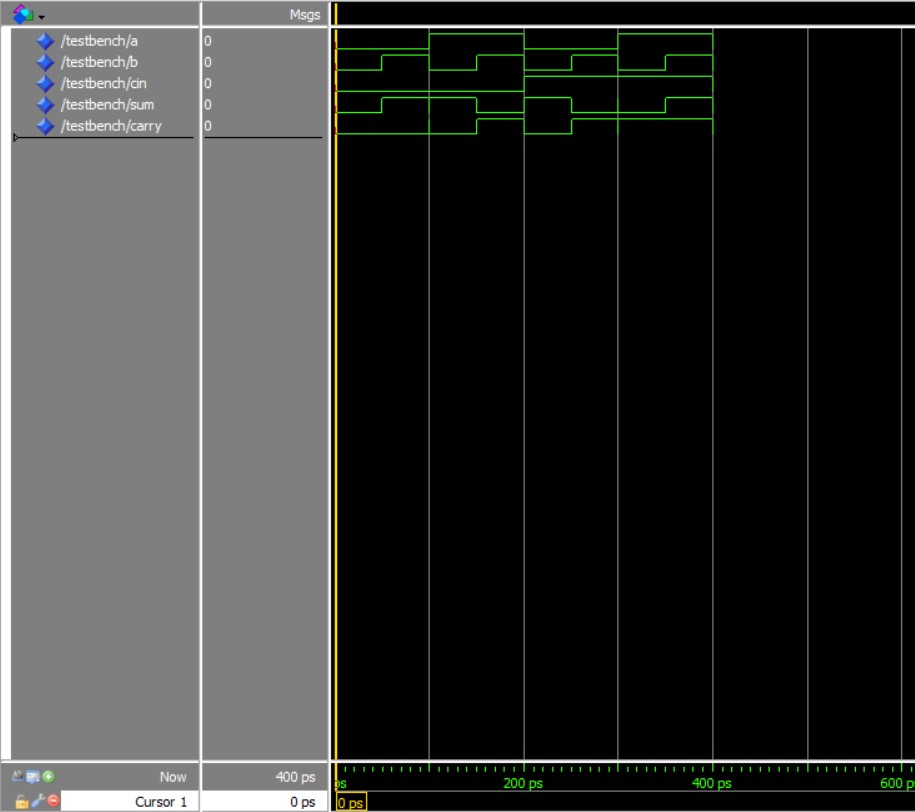 Msgs
/testbench/a 0
/testbench/b 0
/testbench/cin 0
/testbench/sum 0
/testbench/carry 0
Now 400 ps ps 200 ps 400 ps 600 p
Cursor 1 0 ps 0 ps